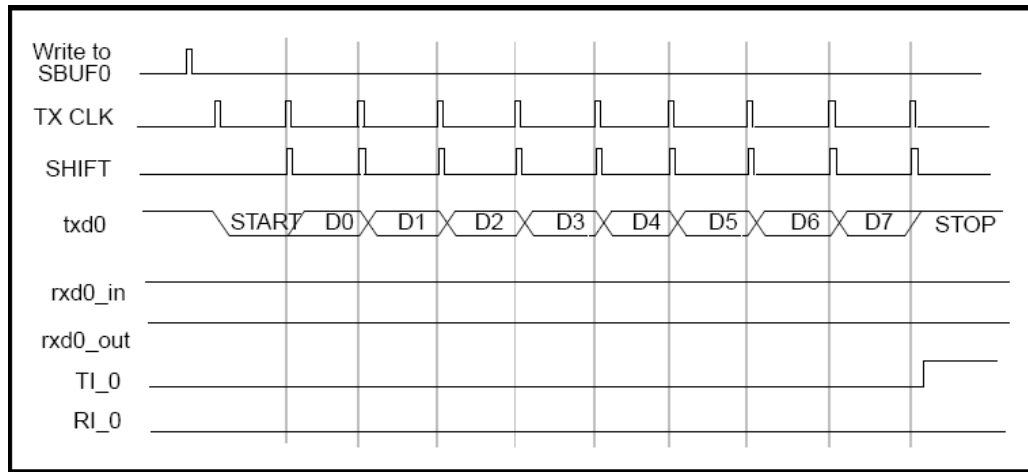 Write to
SBUF0
TX CLK
SHIFT
txd0 START D0 D1 D2 D3 D4 D5 D6 D7 STOP
rxd0_in
rxd0_out
TI_0
RI_0